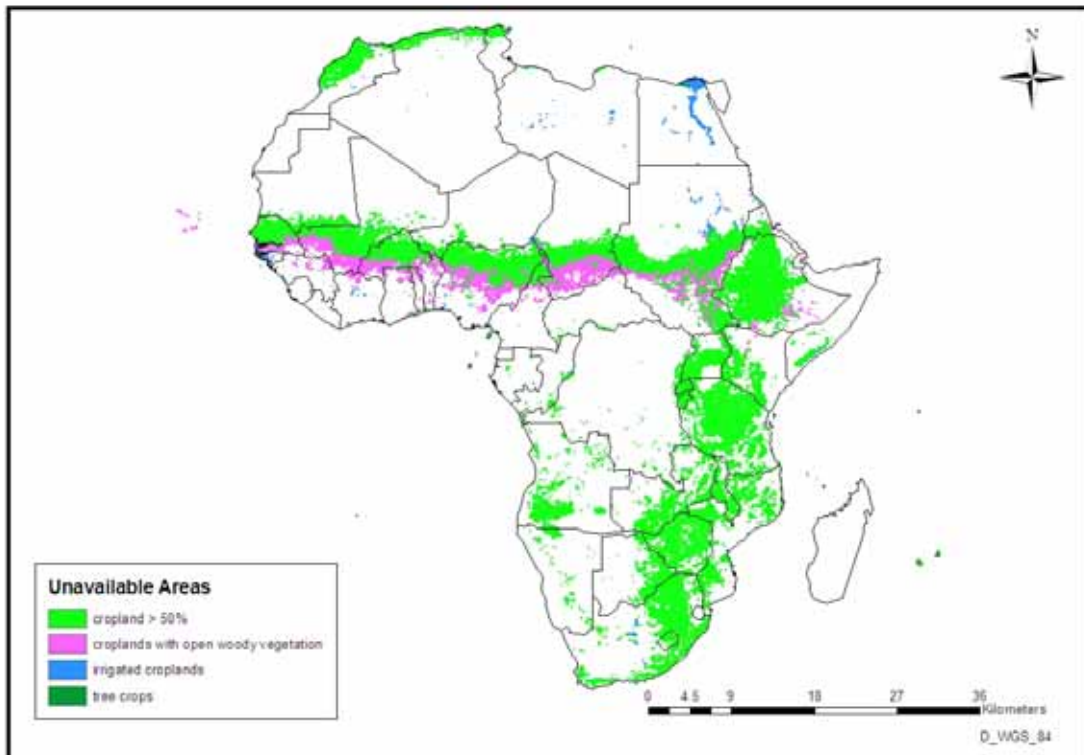 N
Unavailable Areas
cropland > 50%
croplands with open woody vegetation
irrigated croplands
tree crops
0 4.5 9 18 27 36
Kilometers
D_WGS_84